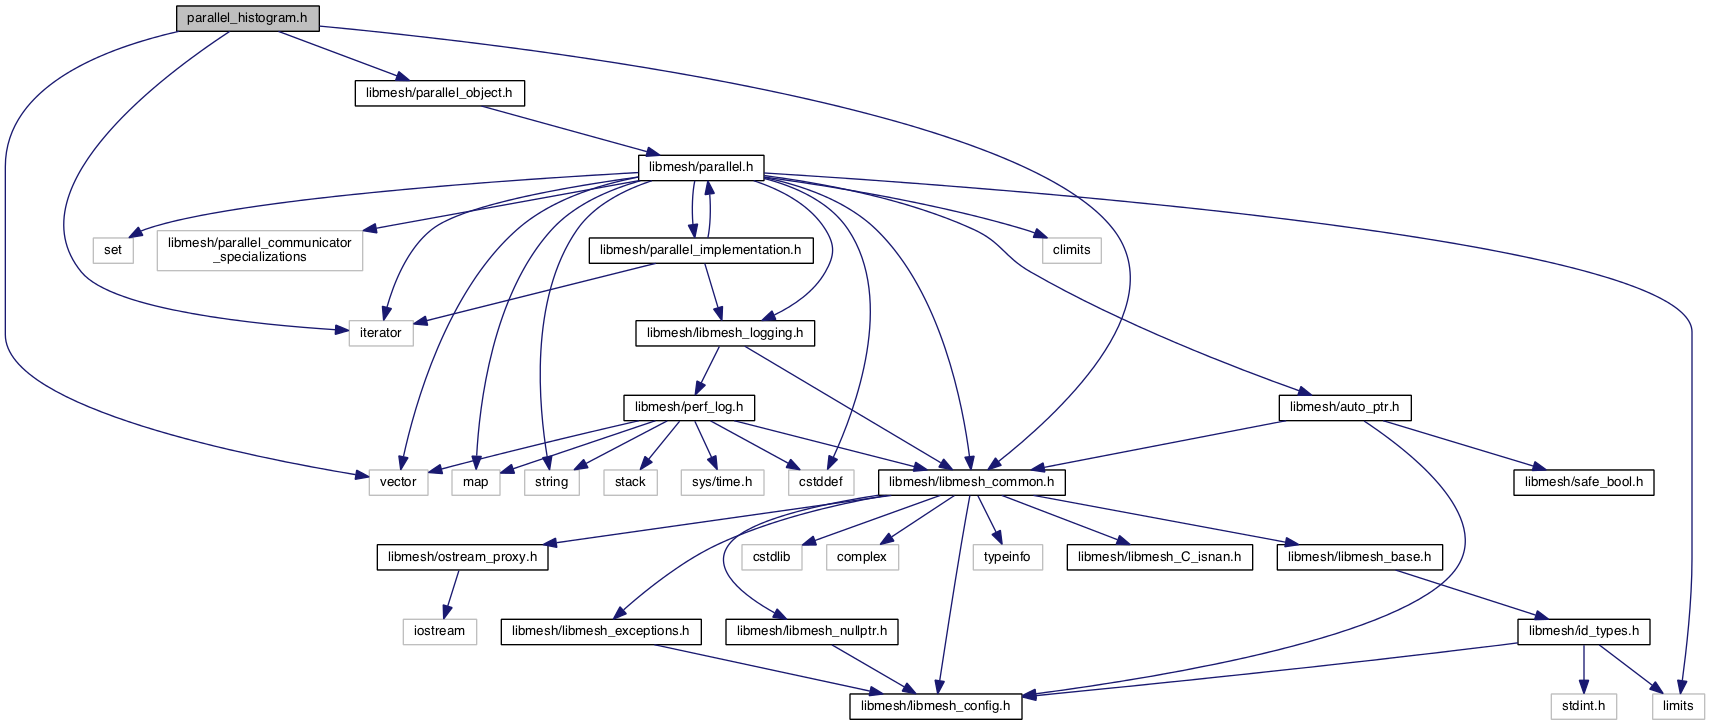 parallel_histogram.h
libmesh/parallel_object.h
libmesh/parallel.h
set
libmesh/parallel_communicator
_specializations
libmesh/parallel_implementation.h
climits
iterator
libmesh/libmesh_logging.h
libmesh/perf_log.h
libmesh/auto_ptr.h
vector
map
string
stack
sys/time.h
cstddef
libmesh/libmesh_common.h
libmesh/safe_bool.h
libmesh/ostream_proxy.h
cstdlib
complex
typeinfo
libmesh/libmesh_C_isnan.h
libmesh/libmesh_base.h
iostream
libmesh/libmesh_exceptions.h
libmesh/libmesh_nullptr.h
libmesh/id_types.h
libmesh/libmesh_config.h
stdint.h
limits